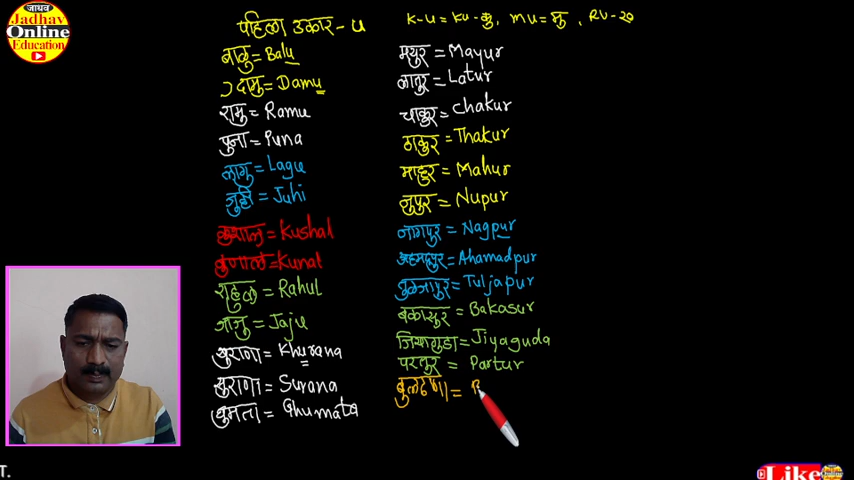 जाधव
Jadhav
Online
Education
पहिला उकार - u
K-u = Ku - कु, mu = मु, Ru - रु
बाळु = Balu
दामु = Damu
रामु = Ramu
पुना = Puna
लागु = Lagu
जुही = Juhi
कुशाल = Kushal
कुणाल = Kunal
राहुल = Rahul
जाजु = Jaju
खुराणा = Khurana
सुराणा = Surana
घुमता = Ghumata
मयुर = Mayur
लातुर = Latur
चाकुर = Chakur
ठाकुर = Thakur
माहुर = Mahur
नुपुर = Nupur
नागपुर = Nagpur
अहमदपुर = Ahamadpur
तुळजापुर = Tuljapur
बकासुर = Bakasur
जियागुडा = Jiyaguda
परतुर = Partur
बुलढाणा =
T.
Like